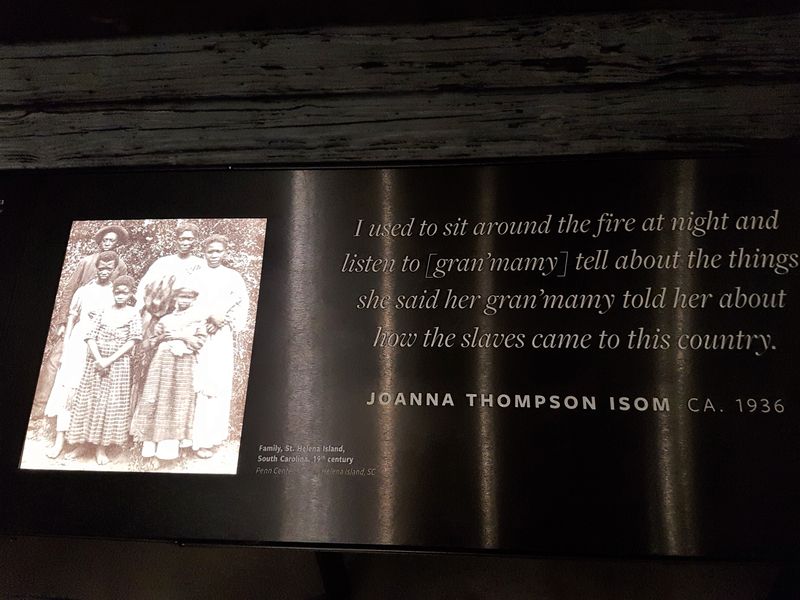 I used to sit around the fire at night and
listen to [gran'mamy] tell about the things
she said her gran'mamy told her about
how the slaves came to this country.
JOANNA THOMPSON ISOM CA. 1936
Family, St. Helena Island,
South Carolina, 19th century
Penn Center, Helena Island, SC